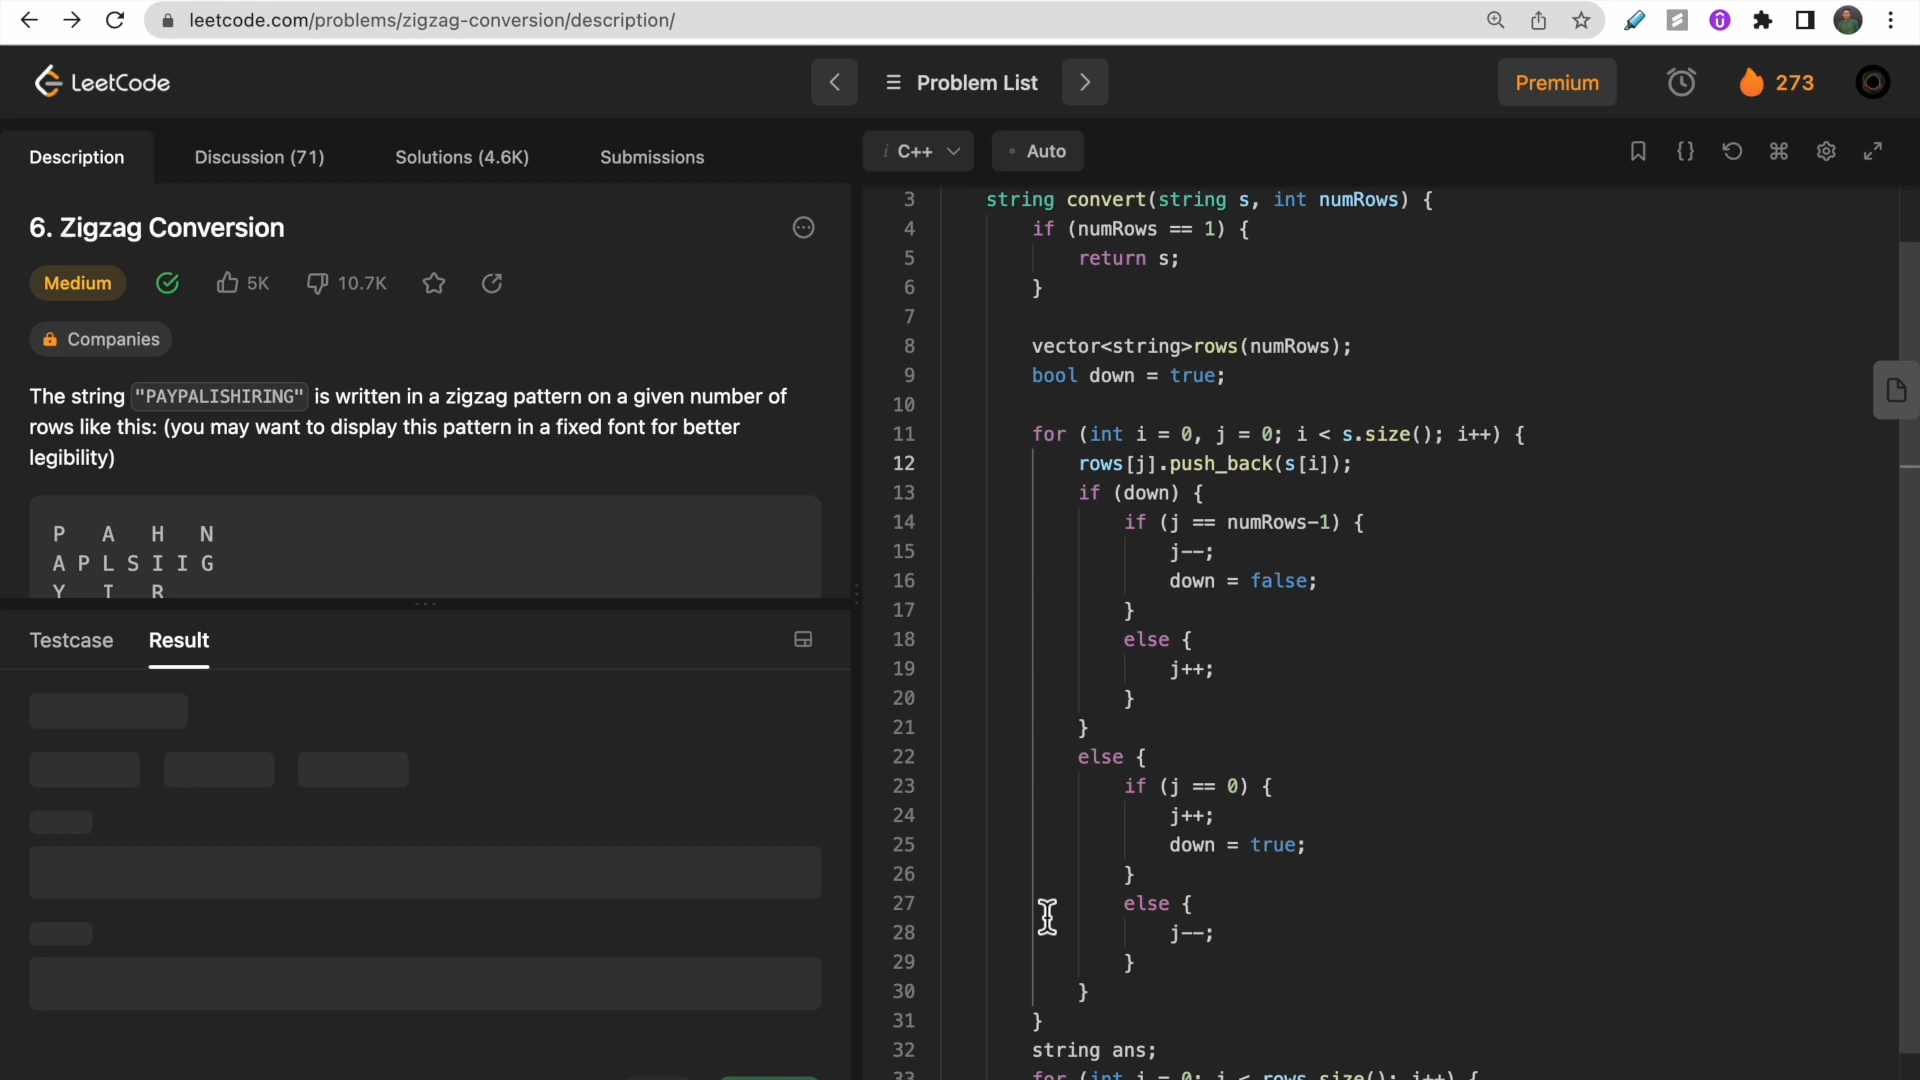 leetcode.com/problems/zigzag-conversion/description/
LeetCode
Problem List
Premium
273
Description
Discussion (71)
Solutions (4.6K)
Submissions
i C++
• Auto
6. Zigzag Conversion
Medium
5K
10.7K
Companies
The string "PAYPALISHIRING" is written in a zigzag pattern on a given number of
rows like this: (you may want to display this pattern in a fixed font for better
legibility)
P   A   H   N
A P L S I I G
Y   I   R
Testcase
Result
3     string convert(string s, int numRows) {
4         if (numRows == 1) {
5             return s;
6         }
7
8         vector<string>rows(numRows);
9         bool down = true;
10
11         for (int i = 0, j = 0; i < s.size(); i++) {
12             rows[j].push_back(s[i]);
13             if (down) {
14                 if (j == numRows-1) {
15                     j--;
16                     down = false;
17                 }
18                 else {
19                     j++;
20                 }
21             }
22             else {
23                 if (j == 0) {
24                     j++;
25                     down = true;
26                 }
27                 else {
28                     j--;
29                 }
30             }
31         }
32         string ans;
33         for (int i = 0; i < rows.size(); i++) {